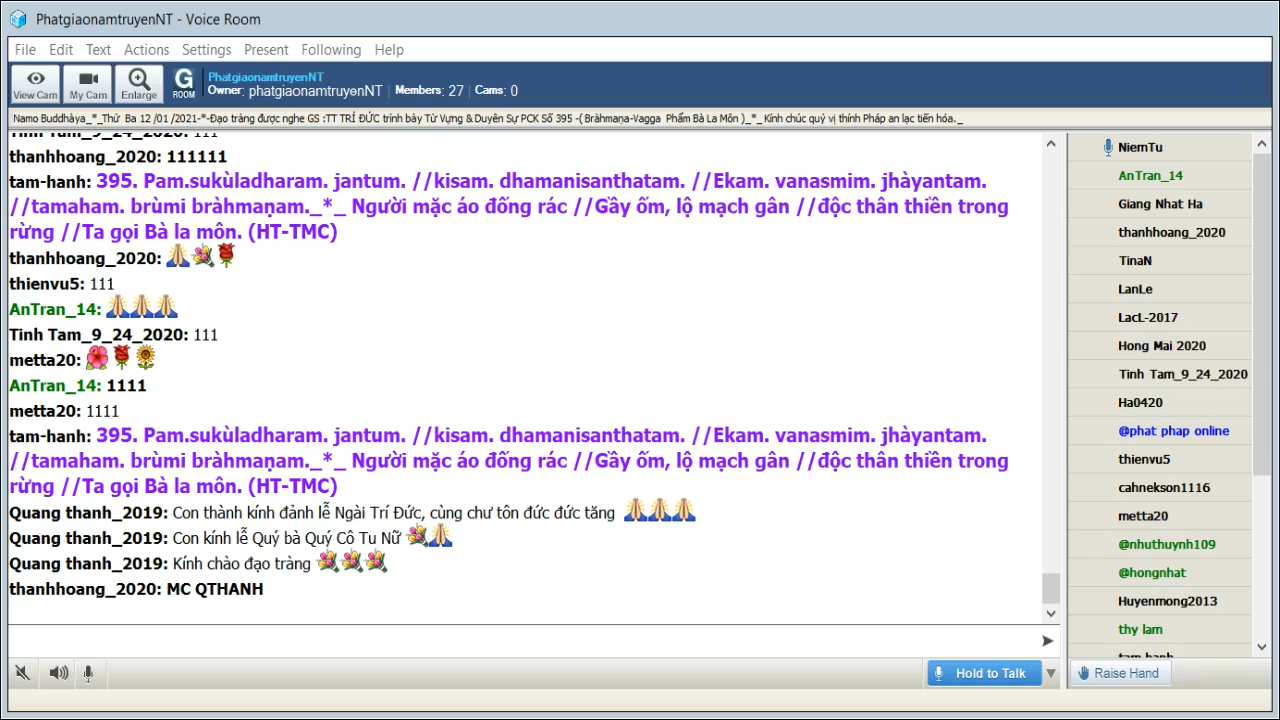 PhatgiaonamtruyenNT - Voice Room
File Edit Text Actions Settings Present Following Help
View Cam My Cam Enlarge G ROOM
PhatgiaonamtruyenNT
Owner: phatgiaonamtruyenNT Members: 27 Cams: 0
Namo Buddhàya_*_Thứ Ba 12 /01 /2021-*-Đạo tràng được nghe GS :TT TRÍ ĐỨC trình bày Từ Vựng & Duyên Sự PCK Số 395 -( Bràhmaṇa-Vagga Phẩm Bà La Môn )_*_Kính chúc quý vị thính Pháp an lạc tiến hóa._
Tinh Tam_9_24_2020: 111
thanhhoang_2020: 111111
tam-hanh: 395. Pam.sukùladharam. jantum. //kisam. dhamanisanthatam. //Ekam. vanasmim. jhàyantam.
//tamaham. brùmi bràhmaṇam._*_ Người mặc áo đống rác //Gầy ốm, lộ mạch gân //độc thân thiền trong
rừng //Ta gọi Bà la môn. (HT-TMC)
thanhhoang_2020:
thienvu5: 111
AnTran_14:
Tinh Tam_9_24_2020: 111
metta20:
AnTran_14: 1111
metta20: 1111
tam-hanh: 395. Pam.sukùladharam. jantum. //kisam. dhamanisanthatam. //Ekam. vanasmim. jhàyantam.
//tamaham. brùmi bràhmaṇam._*_ Người mặc áo đống rác //Gầy ốm, lộ mạch gân //độc thân thiền trong
rừng //Ta gọi Bà la môn. (HT-TMC)
Quang thanh_2019: Con thành kính đảnh lễ Ngài Trí Đức, cùng chư tôn đức đức tăng
Quang thanh_2019: Con kính lễ Quý bà Quý Cô Tu Nữ
Quang thanh_2019: Kính chào đạo tràng
thanhhoang_2020: MC QTHANH
NiemTu
AnTran_14
Giang Nhat Ha
thanhhoang_2020
TinaN
LanLe
LacL-2017
Hong Mai 2020
Tinh Tam_9_24_2020
Ha0420
@phat phap online
thienvu5
cahnekson1116
metta20
@nhuthuynh109
@hongnhat
Huyenmong2013
thy lam
tam-hanh
Hold to Talk
Raise Hand